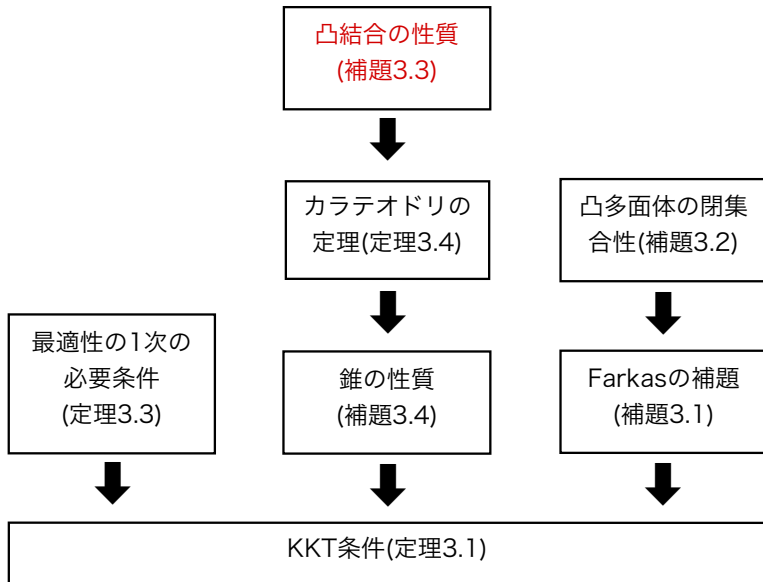 凸結合の性質
(補題3.3)
カラテオドリの
定理(定理3.4)
凸多面体の閉集
合性(補題3.2)
最適性の1次の
必要条件
(定理3.3)
錐の性質
(補題3.4)
Farkasの補題
(補題3.1)
KKT条件(定理3.1)